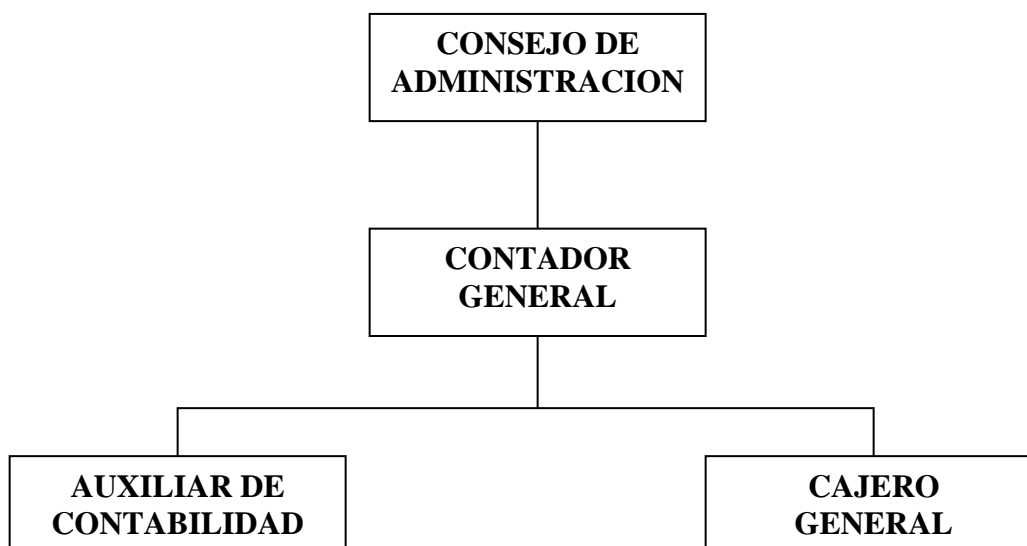 CONSEJO DE
ADMINISTRACION
CONTADOR
GENERAL
AUXILIAR DE
CONTABILIDAD
CAJERO
GENERAL